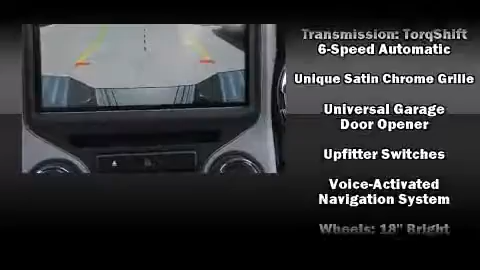 Transmission: TorqShift
6-Speed Automatic
Unique Satin Chrome Grille
Universal Garage
Door Opener
Upfitter Switches
Voice-Activated
Navigation System
Wheels: 18" Bright